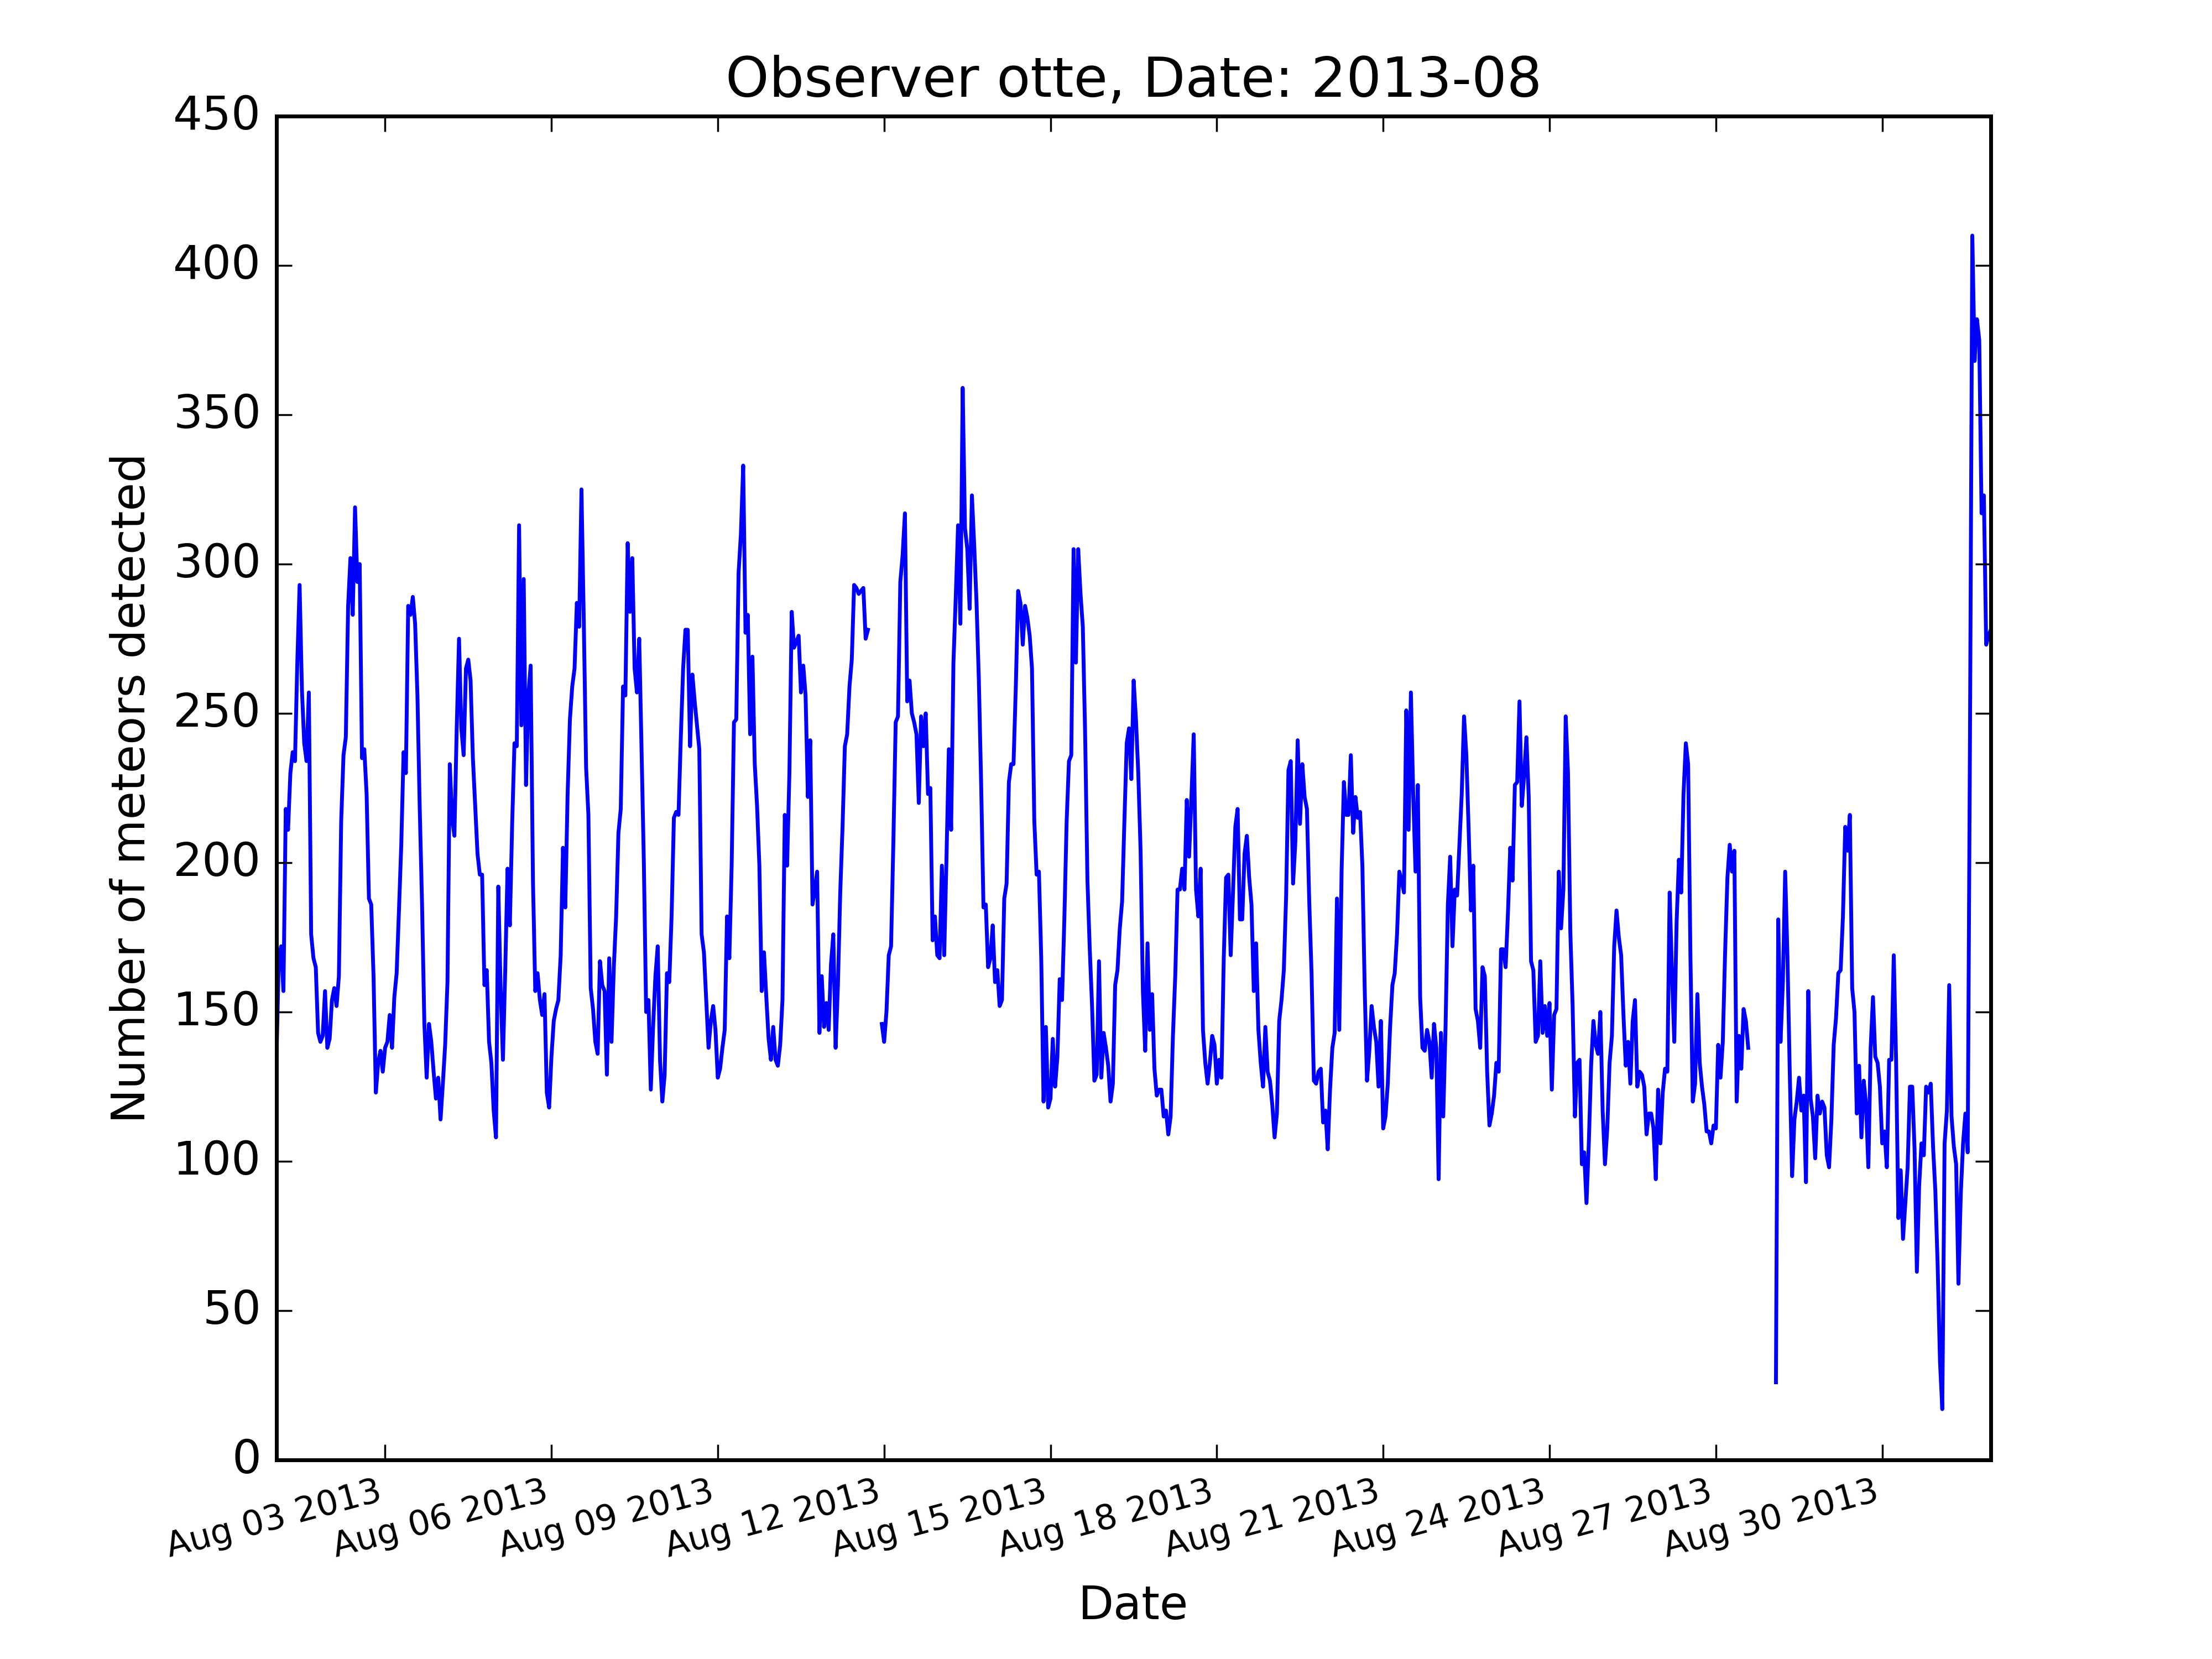 Observer otte, Date: 2013-08
Number of meteors detected
450
400
350
300
250
200
150
100
50
0
Aug 03 2013
Aug 06 2013
Aug 09 2013
Aug 12 2013
Aug 15 2013
Aug 18 2013
Aug 21 2013
Aug 24 2013
Aug 27 2013
Aug 30 2013
Date